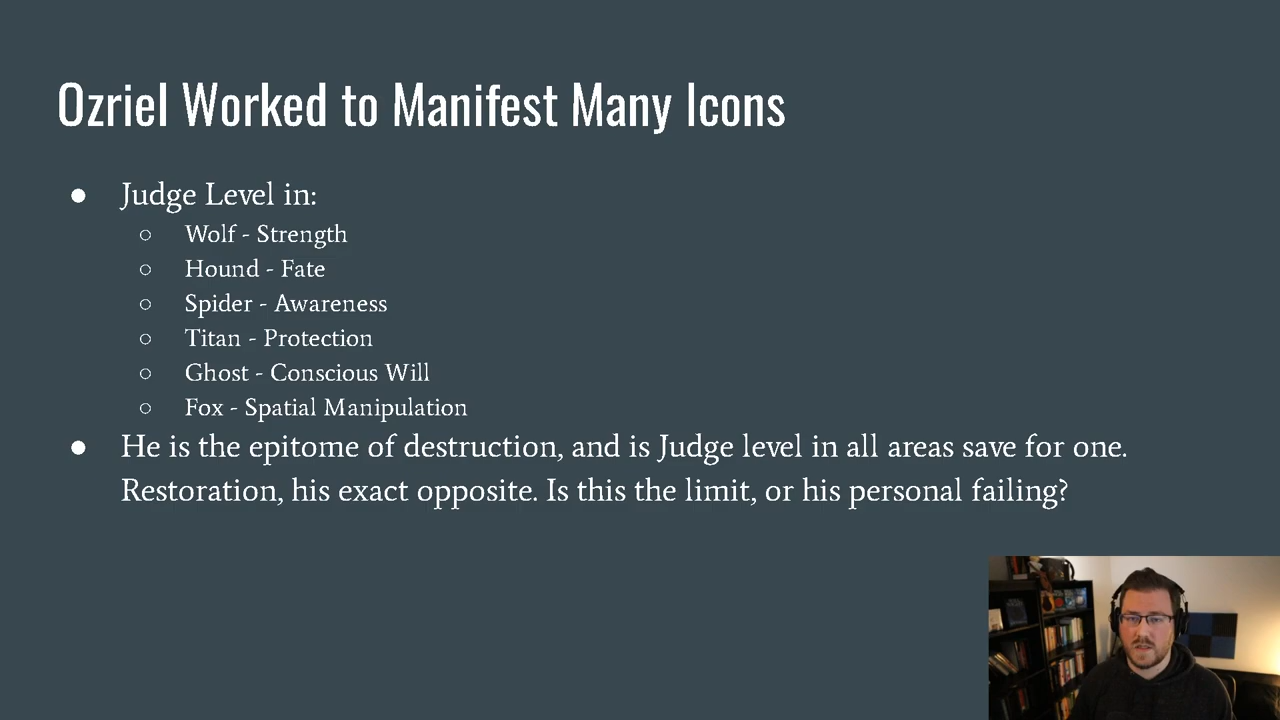 Ozriel Worked to Manifest Many Icons
● Judge Level in:
○ Wolf - Strength
○ Hound - Fate
○ Spider - Awareness
○ Titan - Protection
○ Ghost - Conscious Will
○ Fox - Spatial Manipulation
● He is the epitome of destruction, and is Judge level in all areas save for one.
Restoration, his exact opposite. Is this the limit, or his personal failing?